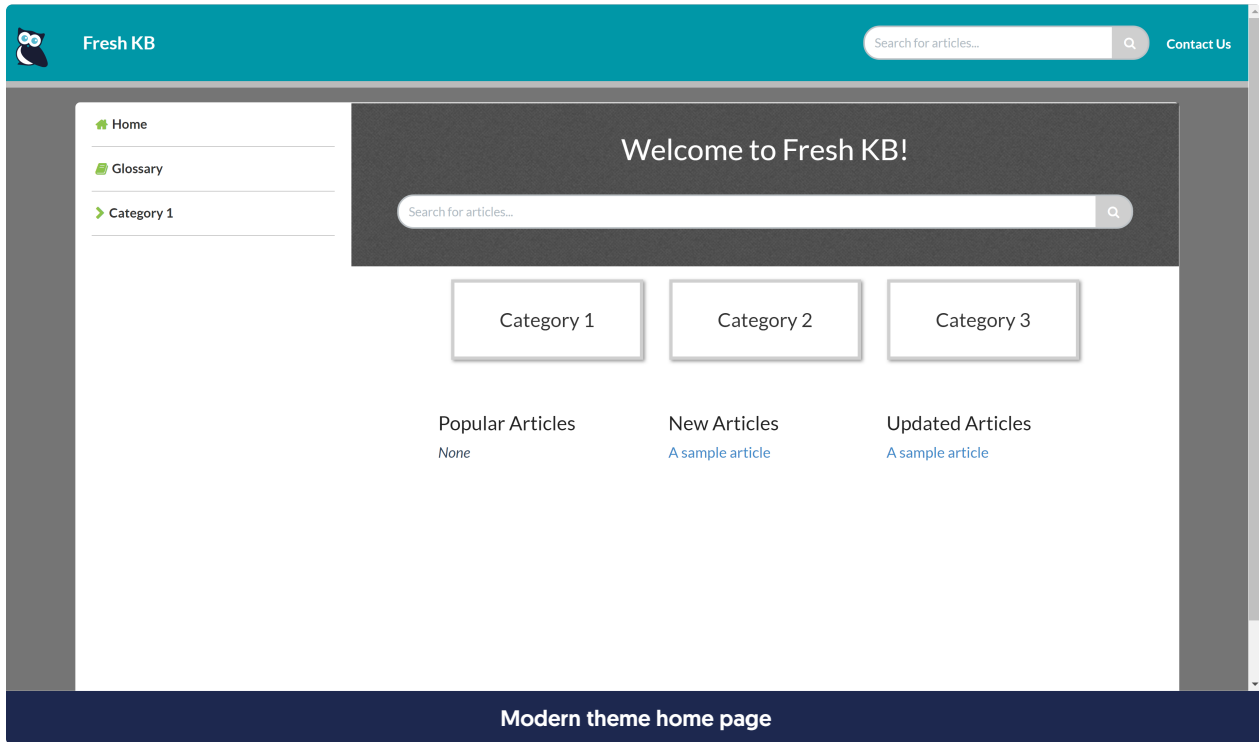 Fresh KB
Search for articles...
Contact Us
Home
Glossary
Category 1
Welcome to Fresh KB!
Search for articles...
Category 1
Category 2
Category 3
Popular Articles
None
New Articles
A sample article
Updated Articles
A sample article
Modern theme home page